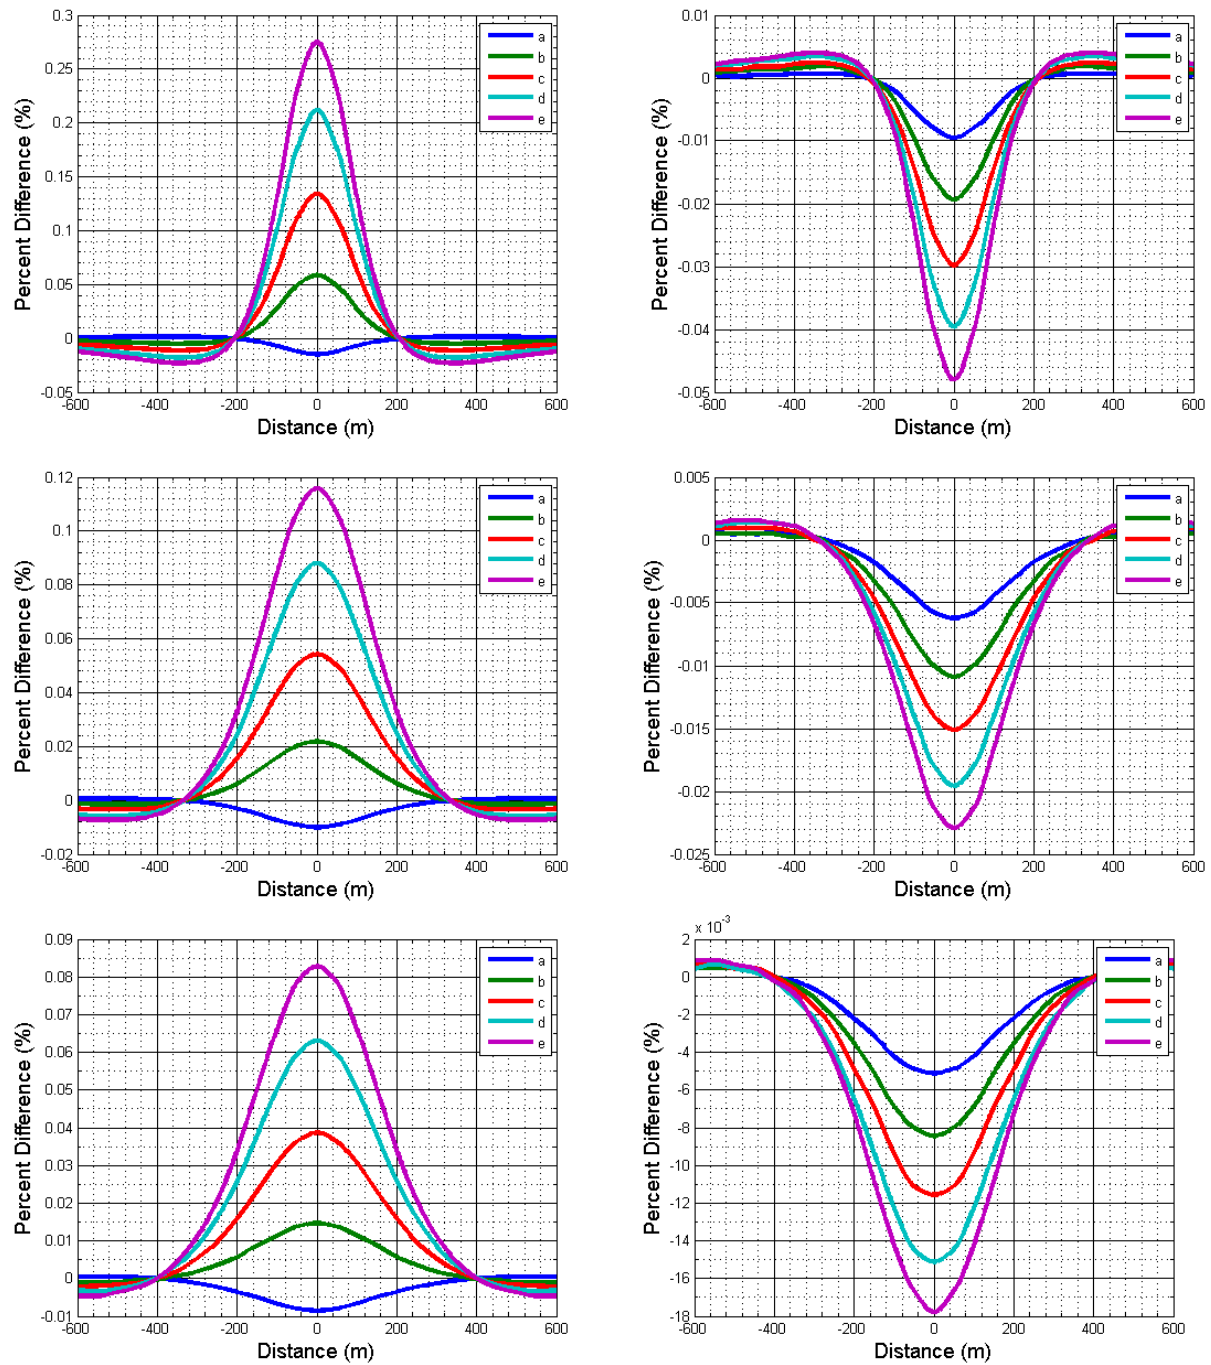 0.3
0.25
0.2
0.15
0.1
0.05
0
-0.05
Percent Difference (%)
-600 -400 -200 0 200 400 600
Distance (m)
a
b
c
d
e
0.01
0
-0.01
-0.02
-0.03
-0.04
-0.05
Percent Difference (%)
-600 -400 -200 0 200 400 600
Distance (m)
a
b
c
d
e
0.12
0.1
0.08
0.06
0.04
0.02
0
-0.02
Percent Difference (%)
-600 -400 -200 0 200 400 600
Distance (m)
a
b
c
d
e
0.005
0
-0.005
-0.01
-0.015
-0.02
-0.025
Percent Difference (%)
-600 -400 -200 0 200 400 600
Distance (m)
a
b
c
d
e
0.09
0.08
0.07
0.06
0.05
0.04
0.03
0.02
0.01
0
-0.01
Percent Difference (%)
-600 -400 -200 0 200 400 600
Distance (m)
a
b
c
d
e
x 10^-3
2
0
-2
-4
-6
-8
-10
-12
-14
-16
-18
Percent Difference (%)
-600 -400 -200 0 200 400 600
Distance (m)
a
b
c
d
e